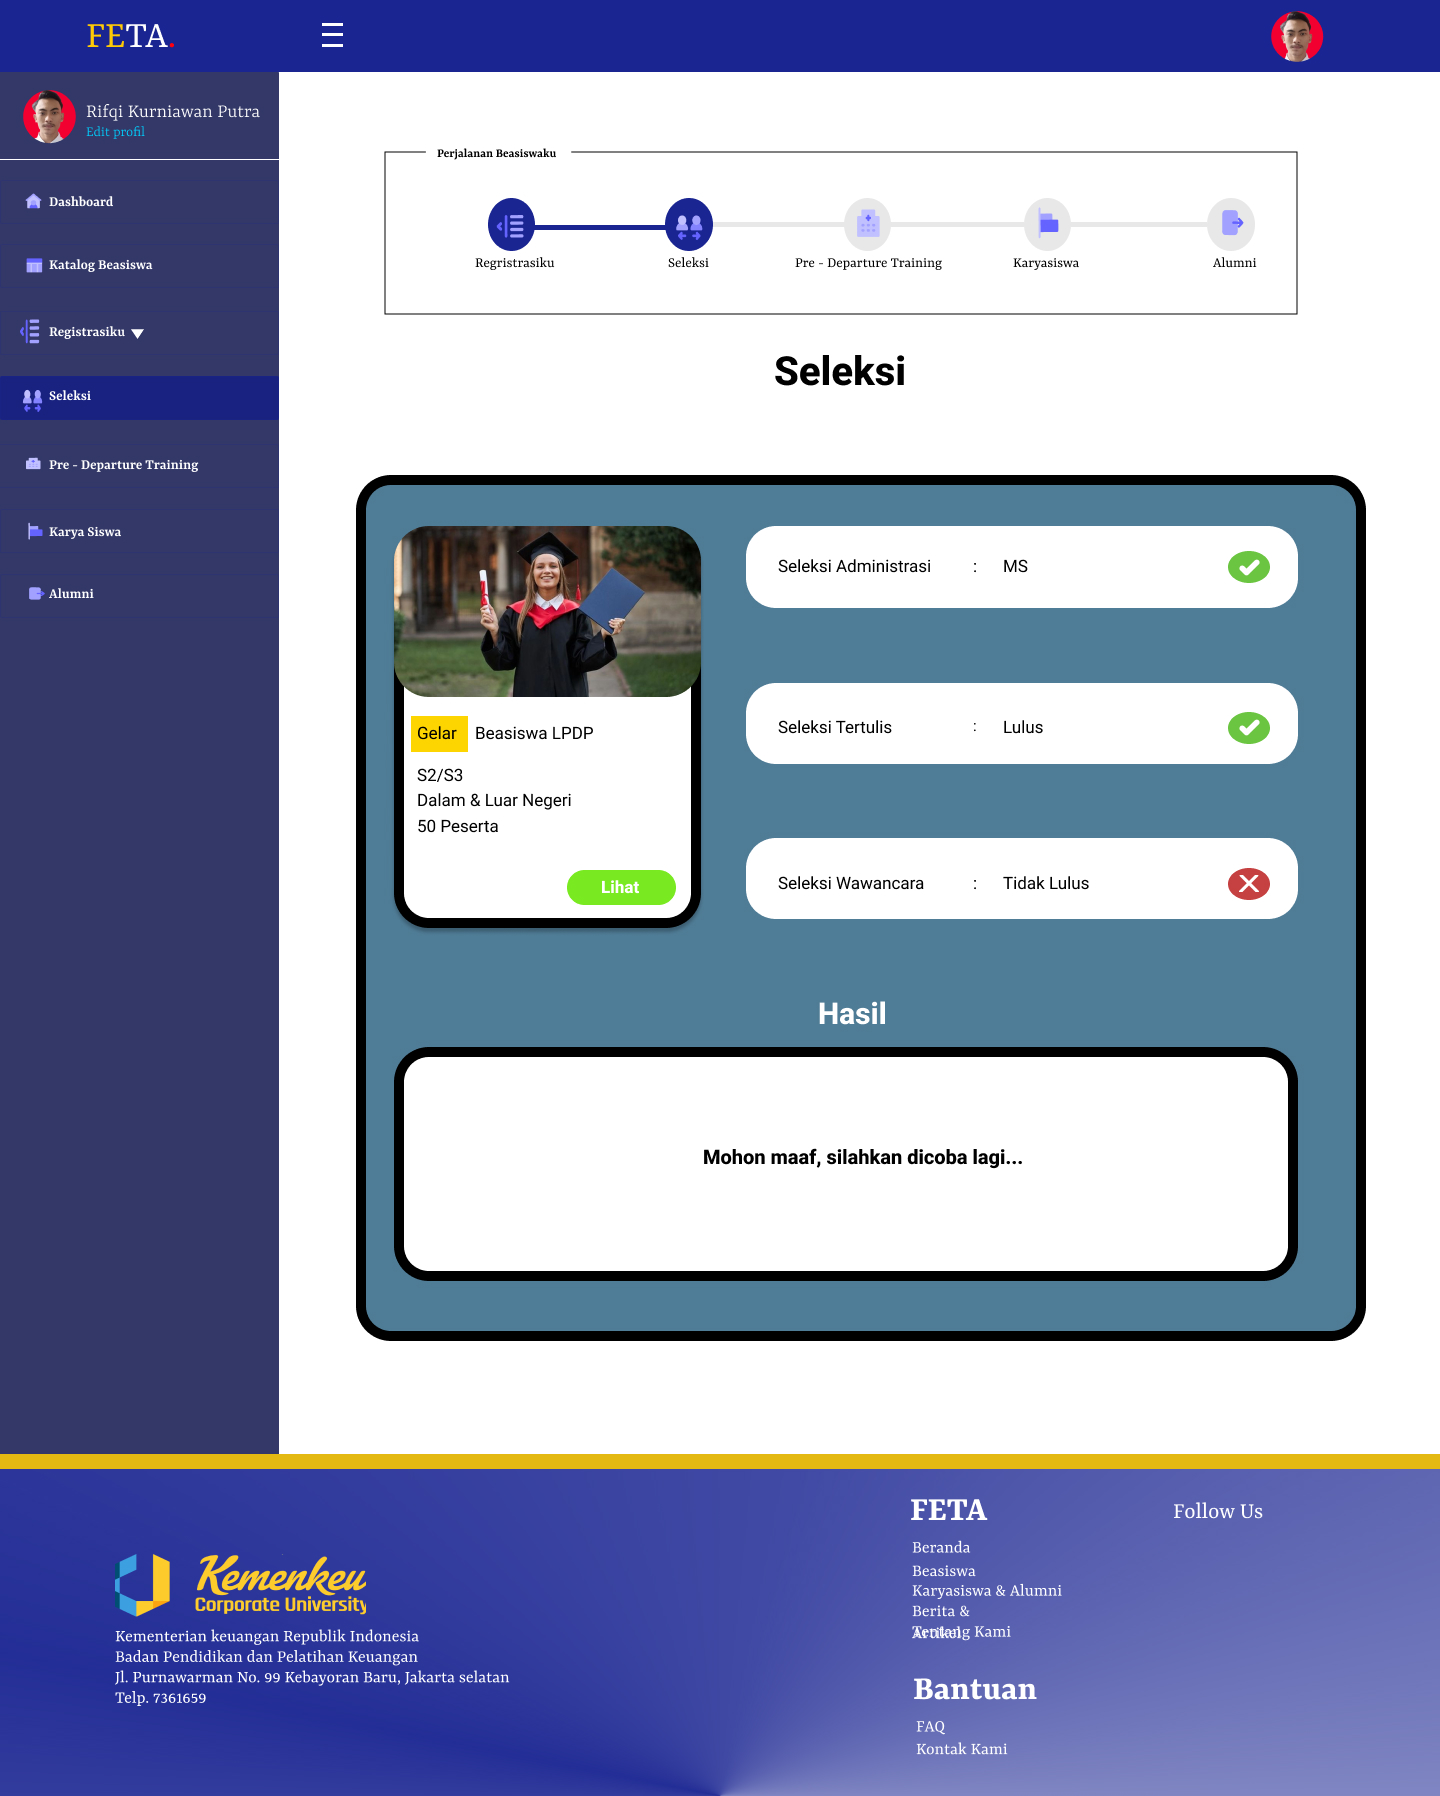 FETA.
Rifqi Kurniawan Putra
Edit profil
Dashboard
Katalog Beasiswa
Registrasiku
Seleksi
Pre - Departure Training
Karya Siswa
Alumni
Perjalanan Beasiswaku
Regristrasiku
Seleksi
Pre - Departure Training
Karyasiswa
Alumni
Seleksi
Gelar Beasiswa LPDP
S2/S3
Dalam & Luar Negeri
50 Peserta
Lihat
Seleksi Administrasi : MS
Seleksi Tertulis : Lulus
Seleksi Wawancara : Tidak Lulus
Hasil
Mohon maaf, silahkan dicoba lagi...
Kemenkeu
Corporate University
Kementerian keuangan Republik Indonesia
Badan Pendidikan dan Pelatihan Keuangan
Jl. Purnawarman No. 99 Kebayoran Baru, Jakarta selatan
Telp. 7361659
FETA
Beranda
Beasiswa
Karyasiswa & Alumni
Berita &
Artikel
Tentang Kami
Bantuan
FAQ
Kontak Kami
Follow Us